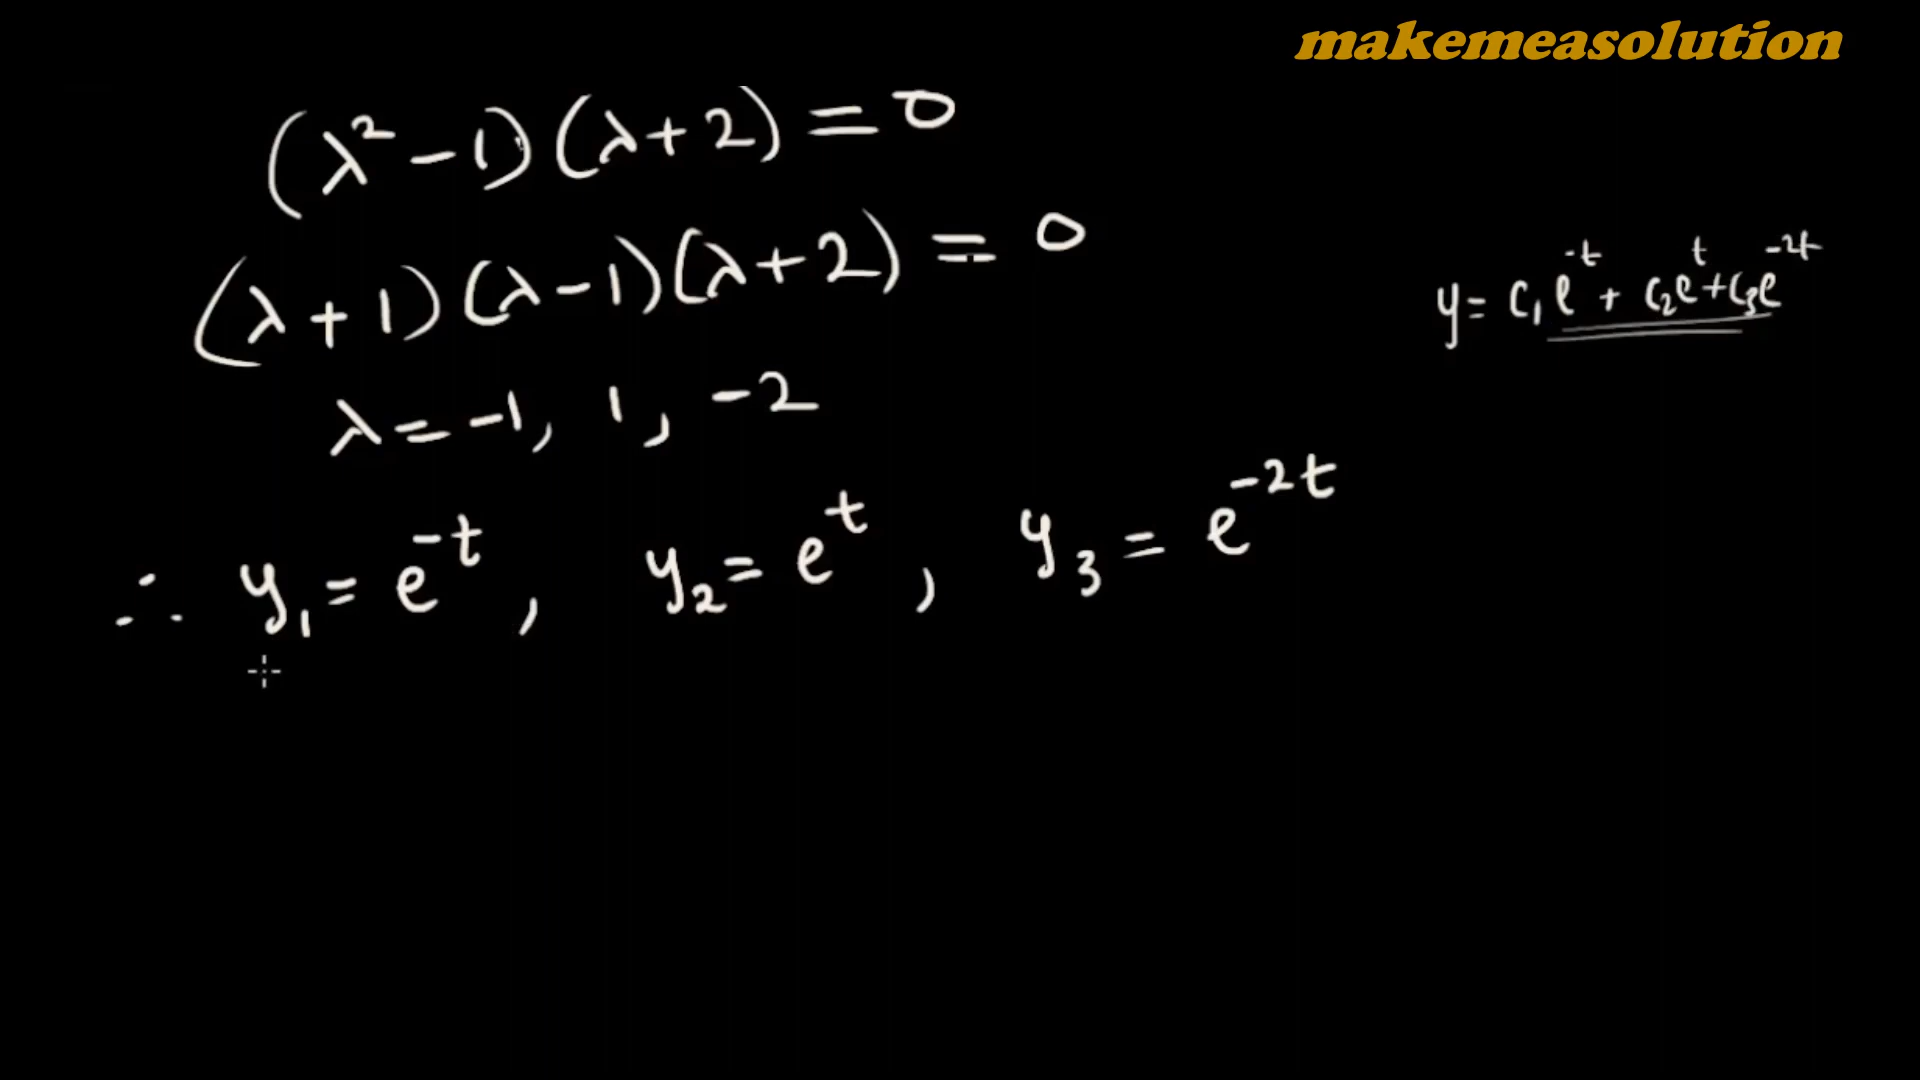 makemeasolution
(λ² - 1)(λ + 2) = 0
(λ + 1)(λ - 1)(λ + 2) = 0
y = c₁e^{-t} + c₂e^{t} + c₃e^{-2t}
λ = -1, 1, -2
∴ y₁ = e^{-t}, y₂ = e^{t}, y₃ = e^{-2t}